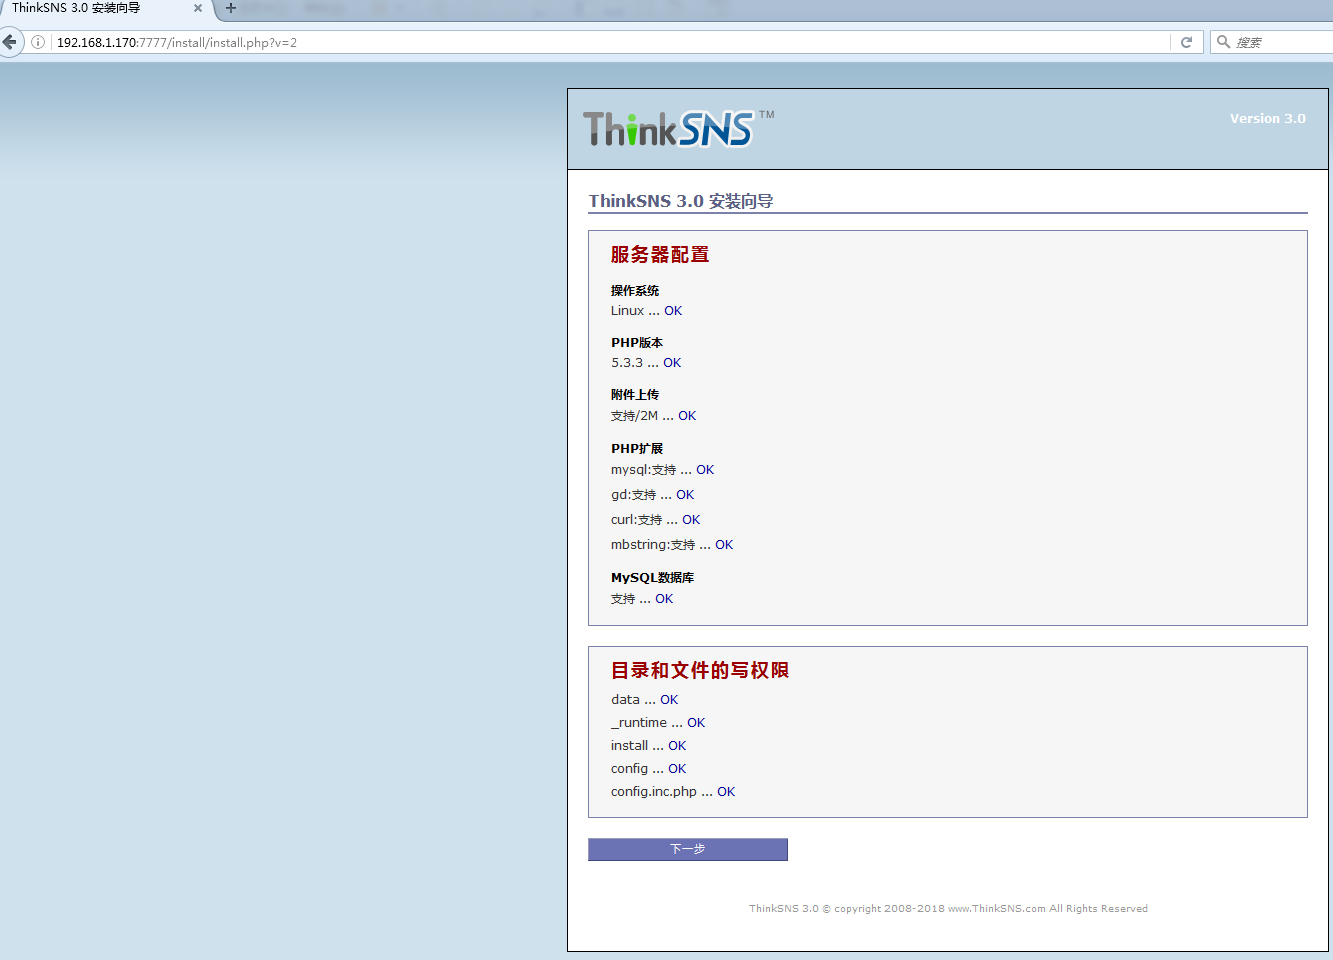 ThinkSNS 3.0 安装向导
192.168.1.170:7777/install/install.php?v=2
搜索
ThinkSNS TM
Version 3.0
ThinkSNS 3.0 安装向导
服务器配置
操作系统
Linux ... OK
PHP版本
5.3.3 ... OK
附件上传
支持/2M ... OK
PHP扩展
mysql:支持 ... OK
gd:支持 ... OK
curl:支持 ... OK
mbstring:支持 ... OK
MySQL数据库
支持 ... OK
目录和文件的写权限
data ... OK
_runtime ... OK
install ... OK
config ... OK
config.inc.php ... OK
下一步
ThinkSNS 3.0 © copyright 2008-2018 www.ThinkSNS.com All Rights Reserved